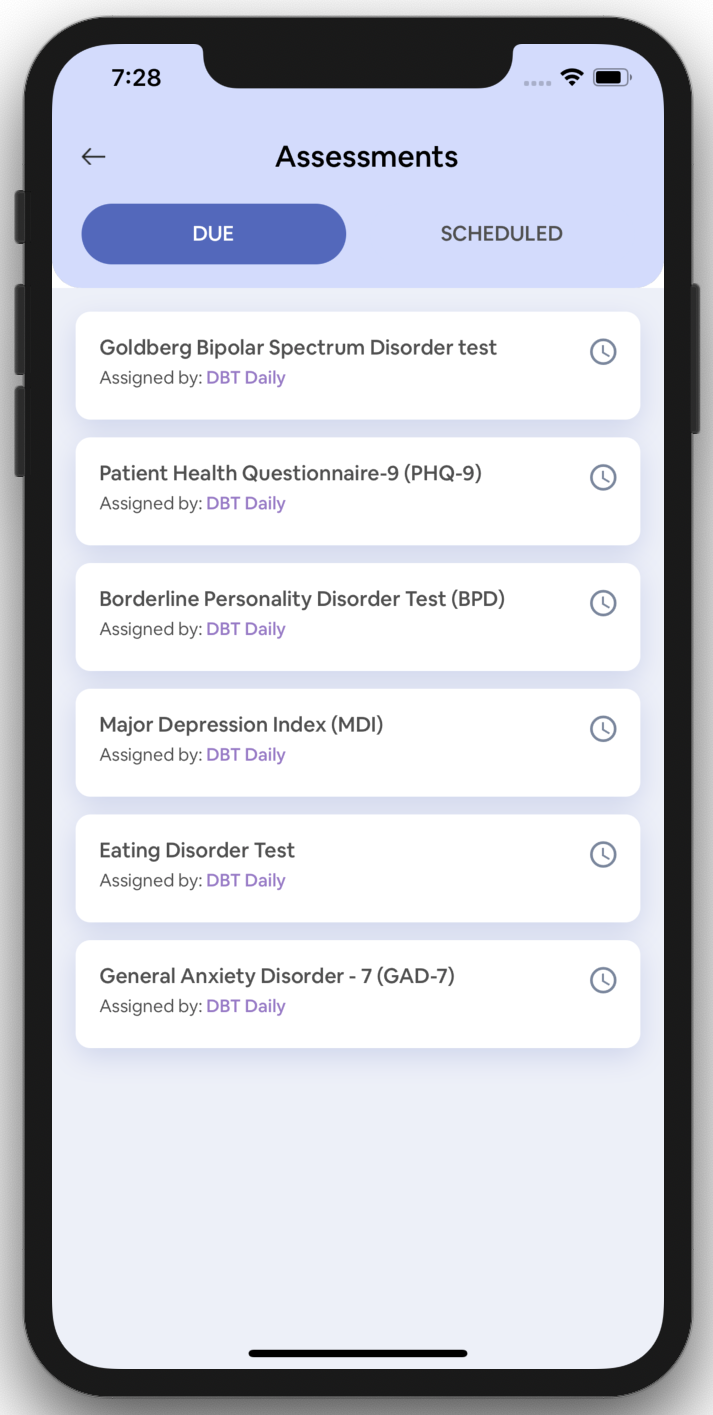 7:28
Assessments
DUE
SCHEDULED
Goldberg Bipolar Spectrum Disorder test
Assigned by: DBT Daily
Patient Health Questionnaire-9 (PHQ-9)
Assigned by: DBT Daily
Borderline Personality Disorder Test (BPD)
Assigned by: DBT Daily
Major Depression Index (MDI)
Assigned by: DBT Daily
Eating Disorder Test
Assigned by: DBT Daily
General Anxiety Disorder - 7 (GAD-7)
Assigned by: DBT Daily